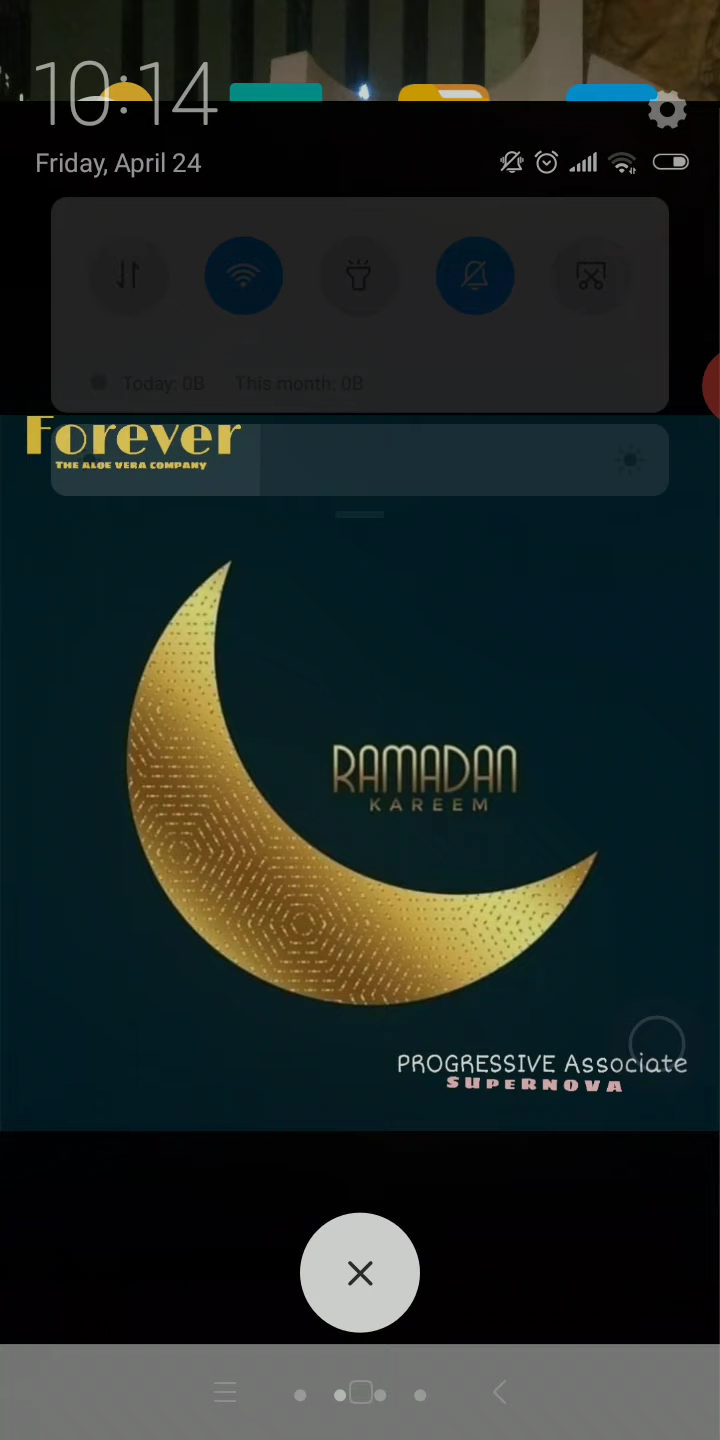 10:14
Friday, April 24
Today: 0B This month: 0B
Forever
THE ALOE VERA COMPANY
RAMADAN
KAREEM
PROGRESSIVE Associate
SUPERNOVA